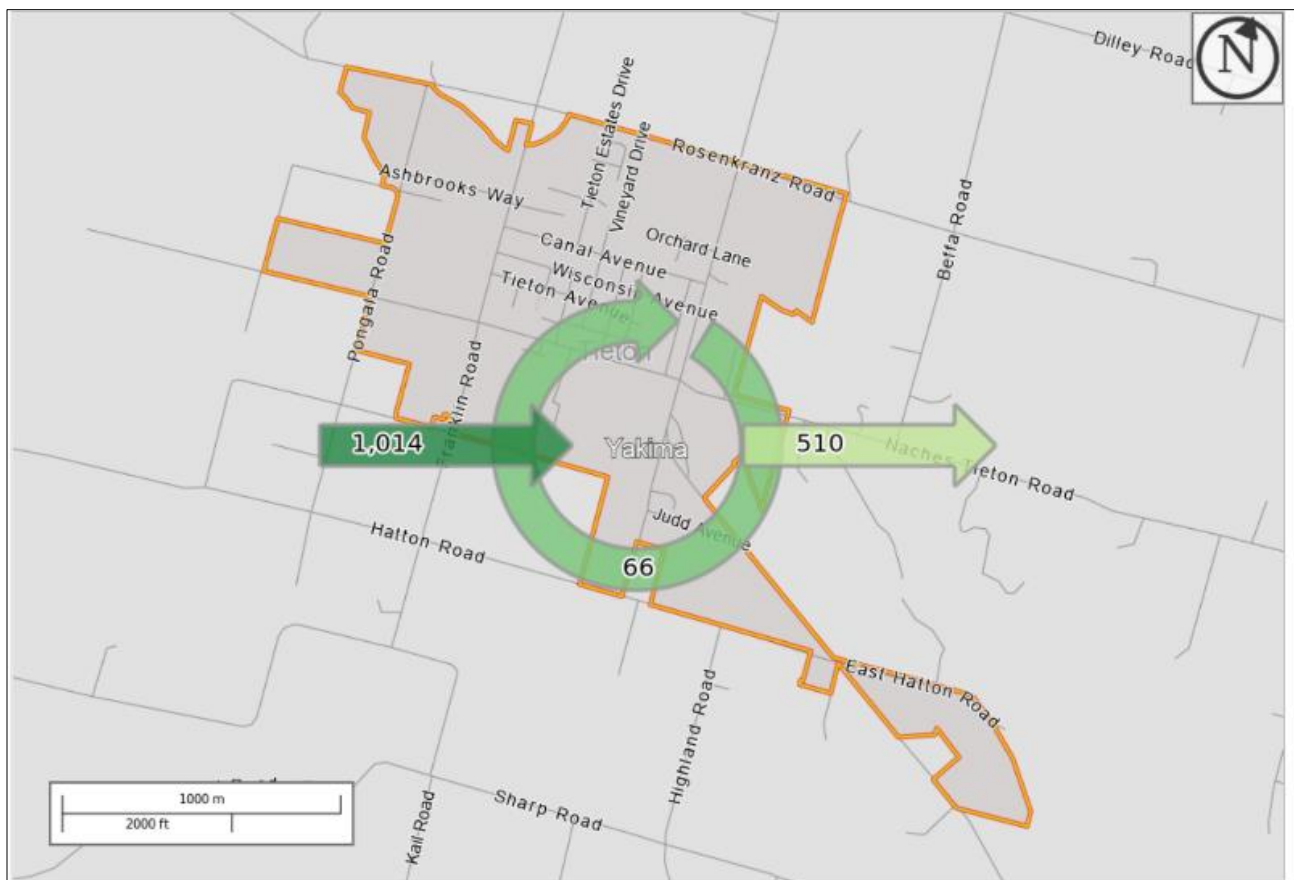 Dilley Road
N
Tieton Estates Drive
Vineyard Drive
Rosenkranz Road
Ashbrooks Way
Beffa Road
Orchard Lane
Canal Avenue
Wisconsin Avenue
Tieton Avenue
Pongala Road
Tieton
Franklin Road
1,014
Yakima
510
Naches-Tieton Road
Judd Avenue
Hatton Road
66
East Hatton Road
Highland Road
1000 m
2000 ft
Sharp Road
Kail Road